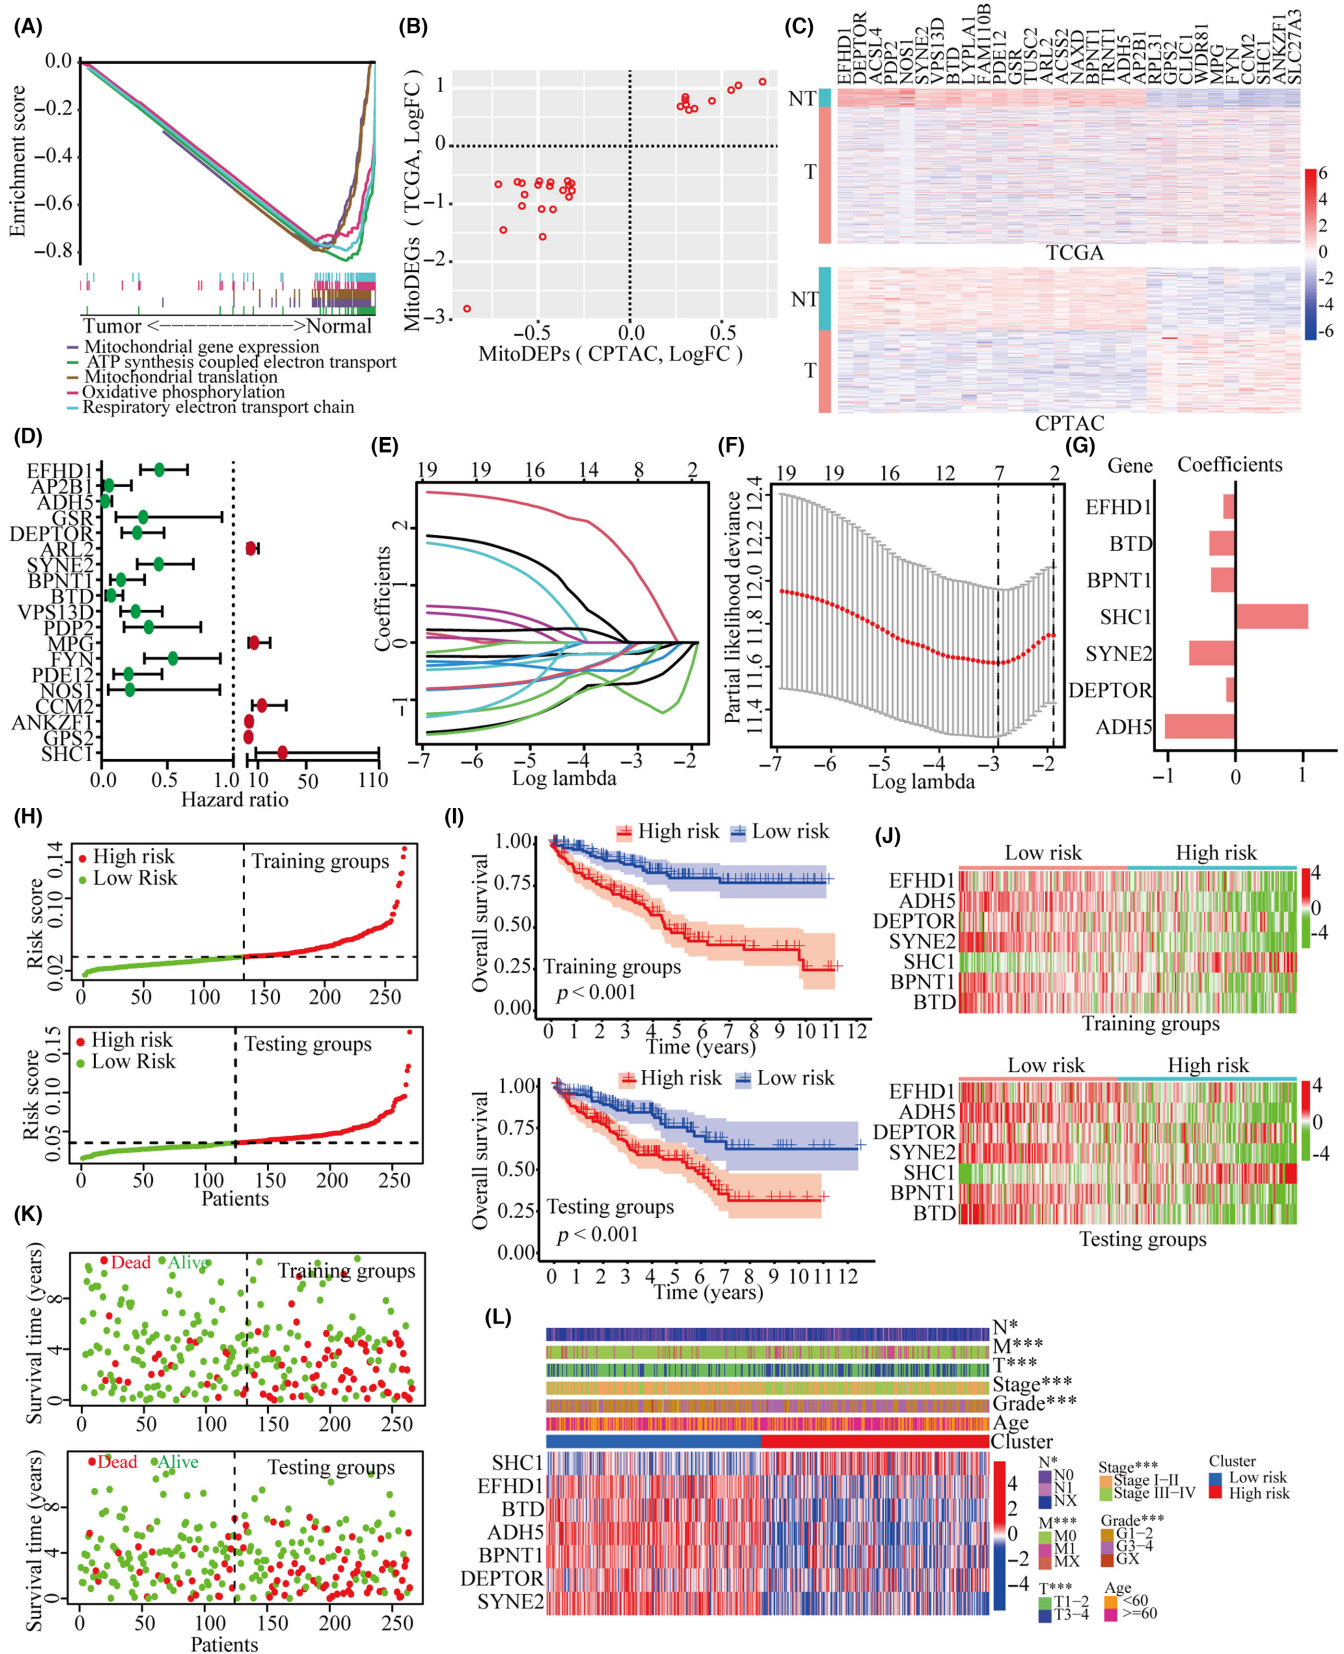 (A)
0.0
−0.2
−0.4
−0.6
−0.8
Enrichment score
Tumor <−−−−−−−−−−−−>Normal
Mitochondrial gene expression
ATP synthesis coupled electron transport
Mitochondrial translation
Oxidative phosphorylation
Respiratory electron transport chain
(B)
1
0
−1
−2
−3
MitoDEGs ( TCGA, LogFC )
−0.5 0.0 0.5
MitoDEPs ( CPTAC, LogFC )
(C)
EFHD1
DEPTOR
ACSL4
PDP2
NOS1
SYNE2
VPS13D
BTD
LYPLA1
FAM110B
PDE12
GSR
TUSC2
ARL2
ACSS2
NAXD
BPNT1
TRNT1
ADH5
AP2B1
RPL31
GPS2
CLIC1
WDR81
MPG
FYN
CCM2
SHC1
ANKZF1
SLC27A3
NT
T
TCGA
NT
T
CPTAC
6
4
2
0
−2
−4
−6
(D)
EFHD1
AP2B1
ADH5
GSR
DEPTOR
ARL2
SYNE2
BPNT1
BTD
VPS13D
PDP2
MPG
FYN
PDE12
NOS1
CCM2
ANKZF1
GPS2
SHC1
0.0 0.5 1.0 10 50 110
Hazard ratio
(E)
19 19 16 14 8 2
2
1
0
−1
Coefficients
−7 −6 −5 −4 −3 −2
Log lambda
(F)
19 19 16 12 7 2
12.4
12.2
12.0
11.8
11.6
11.4
Partial likelihood deviance
−7 −6 −5 −4 −3 −2
Log lambda
(G)
Gene Coefficients
EFHD1
BTD
BPNT1
SHC1
SYNE2
DEPTOR
ADH5
−1 0 1
(H)
High risk
Low Risk
Training groups
0.14
0.10
0.02
Risk score
0 50 100 150 200 250
High risk
Low Risk
Testing groups
0.15
0.10
0.05
Risk score
0 50 100 150 200 250
Patients
(I)
High risk Low risk
1.00
0.75
0.50
0.25
0.00
Overall survival
Training groups
p < 0.001
0 1 2 3 4 5 6 7 8 9 10 11 12
Time (years)
High risk Low risk
1.00
0.75
0.50
0.25
0.00
Overall survival
Testing groups
p < 0.001
0 1 2 3 4 5 6 7 8 9 10 11 12
Time (years)
(J)
Low risk High risk
EFHD1
ADH5
DEPTOR
SYNE2
SHC1
BPNT1
BTD
4
0
−4
Training groups
Low risk High risk
EFHD1
ADH5
DEPTOR
SYNE2
SHC1
BPNT1
BTD
4
0
−4
Testing groups
(K)
Dead Alive
Training groups
8
4
0
Survival time (years)
0 50 100 150 200 250
Dead Alive
Testing groups
8
4
0
Survival time (years)
0 50 100 150 200 250
Patients
(L)
N*
M***
T***
Stage***
Grade***
Age
Cluster
SHC1
EFHD1
BTD
ADH5
BPNT1
DEPTOR
SYNE2
4
2
0
−2
−4
N*
N0
N1
NX
M***
M0
M1
MX
T***
T1−2
T3−4
Stage***
Stage I−II
Stage III−IV
Grade***
G1−2
G3−4
GX
Age
<60
>=60
Cluster
Low risk
High risk